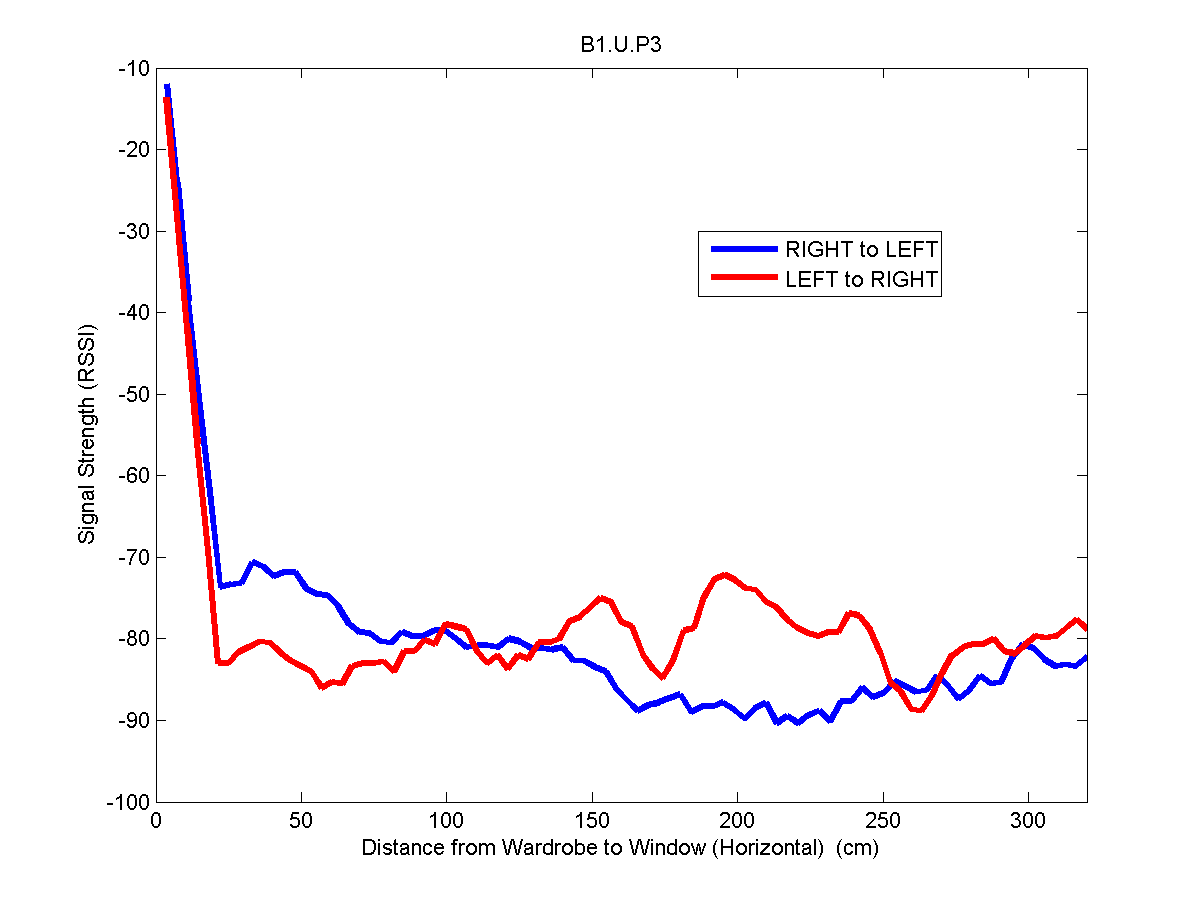 B1.U.P3
-10
-20
-30
-40
-50
-60
-70
-80
-90
-100
Signal Strength (RSSI)
RIGHT to LEFT
LEFT to RIGHT
0 50 100 150 200 250 300
Distance from Wardrobe to Window (Horizontal)  (cm)